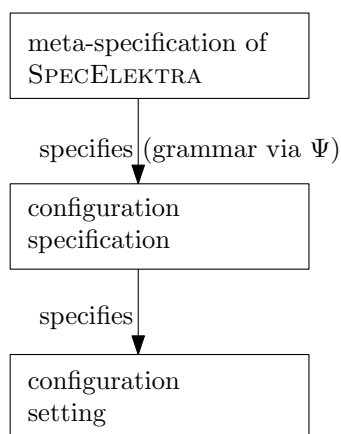 meta-specification of
SPECELEKTRA
specifies (grammar via Ψ)
configuration
specification
specifies
configuration
setting